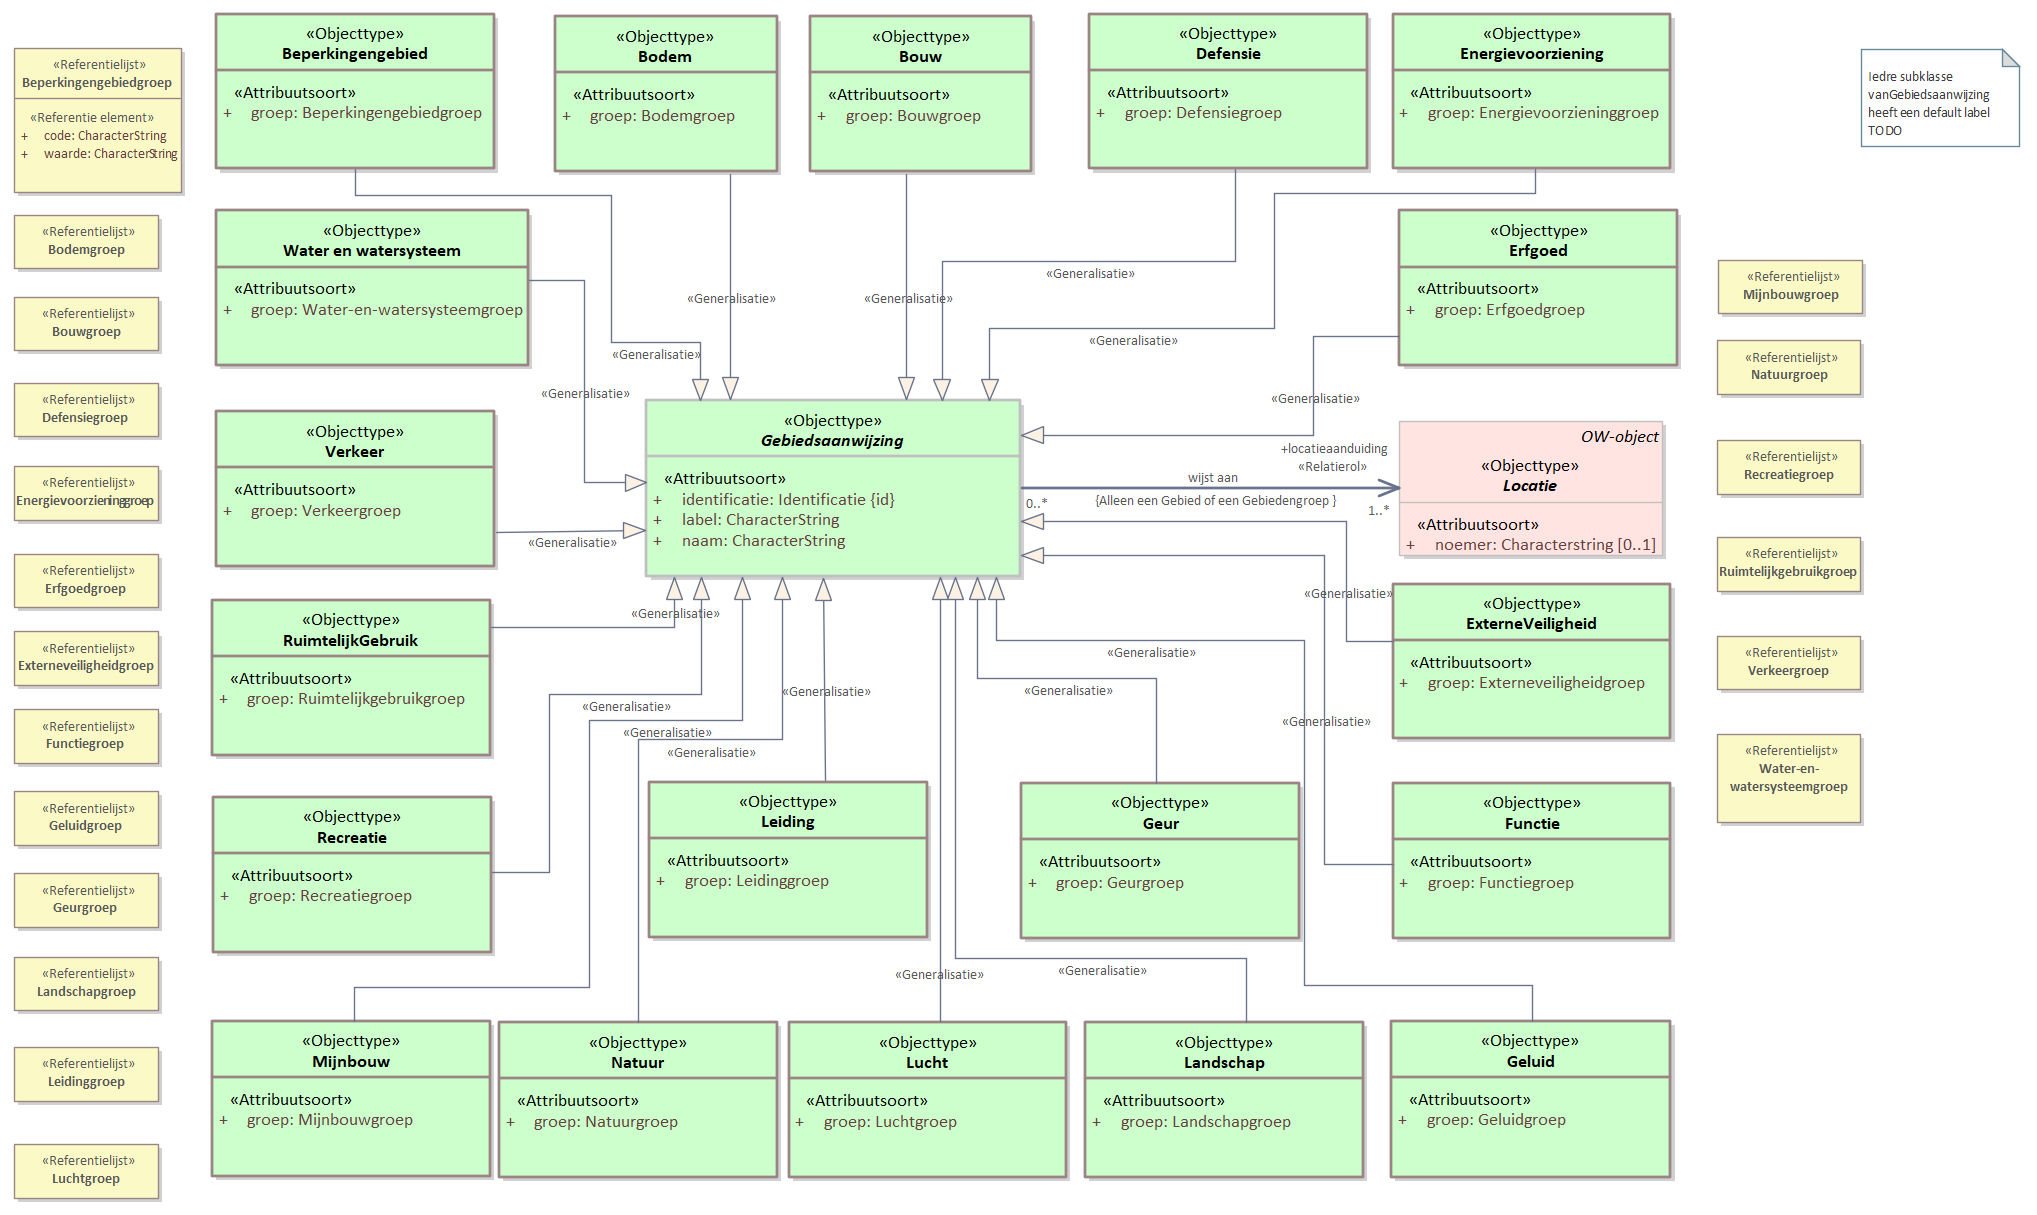 «Referentielijst»
Beperkingengebiedgroep
«Referentie element»
+ code: CharacterString
+ waarde: CharacterString
«Referentielijst»
Bodemgroep
«Referentielijst»
Bouwgroep
«Referentielijst»
Defensiegroep
«Referentielijst»
Energievoorzieninggroep
«Referentielijst»
Erfgoedgroep
«Referentielijst»
Externeveiligheidgroep
«Referentielijst»
Functiegroep
«Referentielijst»
Geluidgroep
«Referentielijst»
Geurgroep
«Referentielijst»
Landschapgroep
«Referentielijst»
Leidinggroep
«Referentielijst»
Luchtgroep
«Objecttype»
Beperkingengebied
«Attribuutsoort»
+ groep: Beperkingengebiedgroep
«Objecttype»
Bodem
«Attribuutsoort»
+ groep: Bodemgroep
«Objecttype»
Bouw
«Attribuutsoort»
+ groep: Bouwgroep
«Objecttype»
Defensie
«Attribuutsoort»
+ groep: Defensiegroep
«Objecttype»
Energievoorziening
«Attribuutsoort»
+ groep: Energievoorzieninggroep
Iedre subklasse
vanGebiedsaanwijzing
heeft een default label
TODO
«Objecttype»
Water en watersysteem
«Attribuutsoort»
+ groep: Water-en-watersysteemgroep
«Objecttype»
Erfgoed
«Attribuutsoort»
+ groep: Erfgoedgroep
«Generalisatie»
«Generalisatie»
«Generalisatie»
«Generalisatie»
«Generalisatie»
«Generalisatie»
«Generalisatie»
«Objecttype»
Verkeer
«Attribuutsoort»
+ groep: Verkeergroep
«Generalisatie»
«Objecttype»
Gebiedsaanwijzing
«Attribuutsoort»
+ identificatie: Identificatie {id}
+ label: CharacterString
+ naam: CharacterString
+locatieaanduiding
«Relatierol»
wijst aan
0..*
{Alleen een Gebied of een Gebiedengroep }
1..*
OW-object
«Objecttype»
Locatie
«Attribuutsoort»
+ noemer: Characterstring [0..1]
«Objecttype»
RuimtelijkGebruik
«Attribuutsoort»
+ groep: Ruimtelijkgebruikgroep
«Generalisatie»
«Generalisatie»
«Generalisatie»
«Generalisatie»
«Generalisatie»
«Generalisatie»
«Generalisatie»
«Generalisatie»
«Generalisatie»
«Objecttype»
ExterneVeiligheid
«Attribuutsoort»
+ groep: Externeveiligheidgroep
«Objecttype»
Recreatie
«Attribuutsoort»
+ groep: Recreatiegroep
«Objecttype»
Leiding
«Attribuutsoort»
+ groep: Leidinggroep
«Objecttype»
Geur
«Attribuutsoort»
+ groep: Geurgroep
«Objecttype»
Functie
«Attribuutsoort»
+ groep: Functiegroep
«Generalisatie»
«Generalisatie»
«Objecttype»
Mijnbouw
«Attribuutsoort»
+ groep: Mijnbouwgroep
«Objecttype»
Natuur
«Attribuutsoort»
+ groep: Natuurgroep
«Objecttype»
Lucht
«Attribuutsoort»
+ groep: Luchtgroep
«Objecttype»
Landschap
«Attribuutsoort»
+ groep: Landschapgroep
«Objecttype»
Geluid
«Attribuutsoort»
+ groep: Geluidgroep
«Referentielijst»
Mijnbouwgroep
«Referentielijst»
Natuurgroep
«Referentielijst»
Recreatiegroep
«Referentielijst»
Ruimtelijkgebruikgroep
«Referentielijst»
Verkeergroep
«Referentielijst»
Water-en-
watersysteemgroep